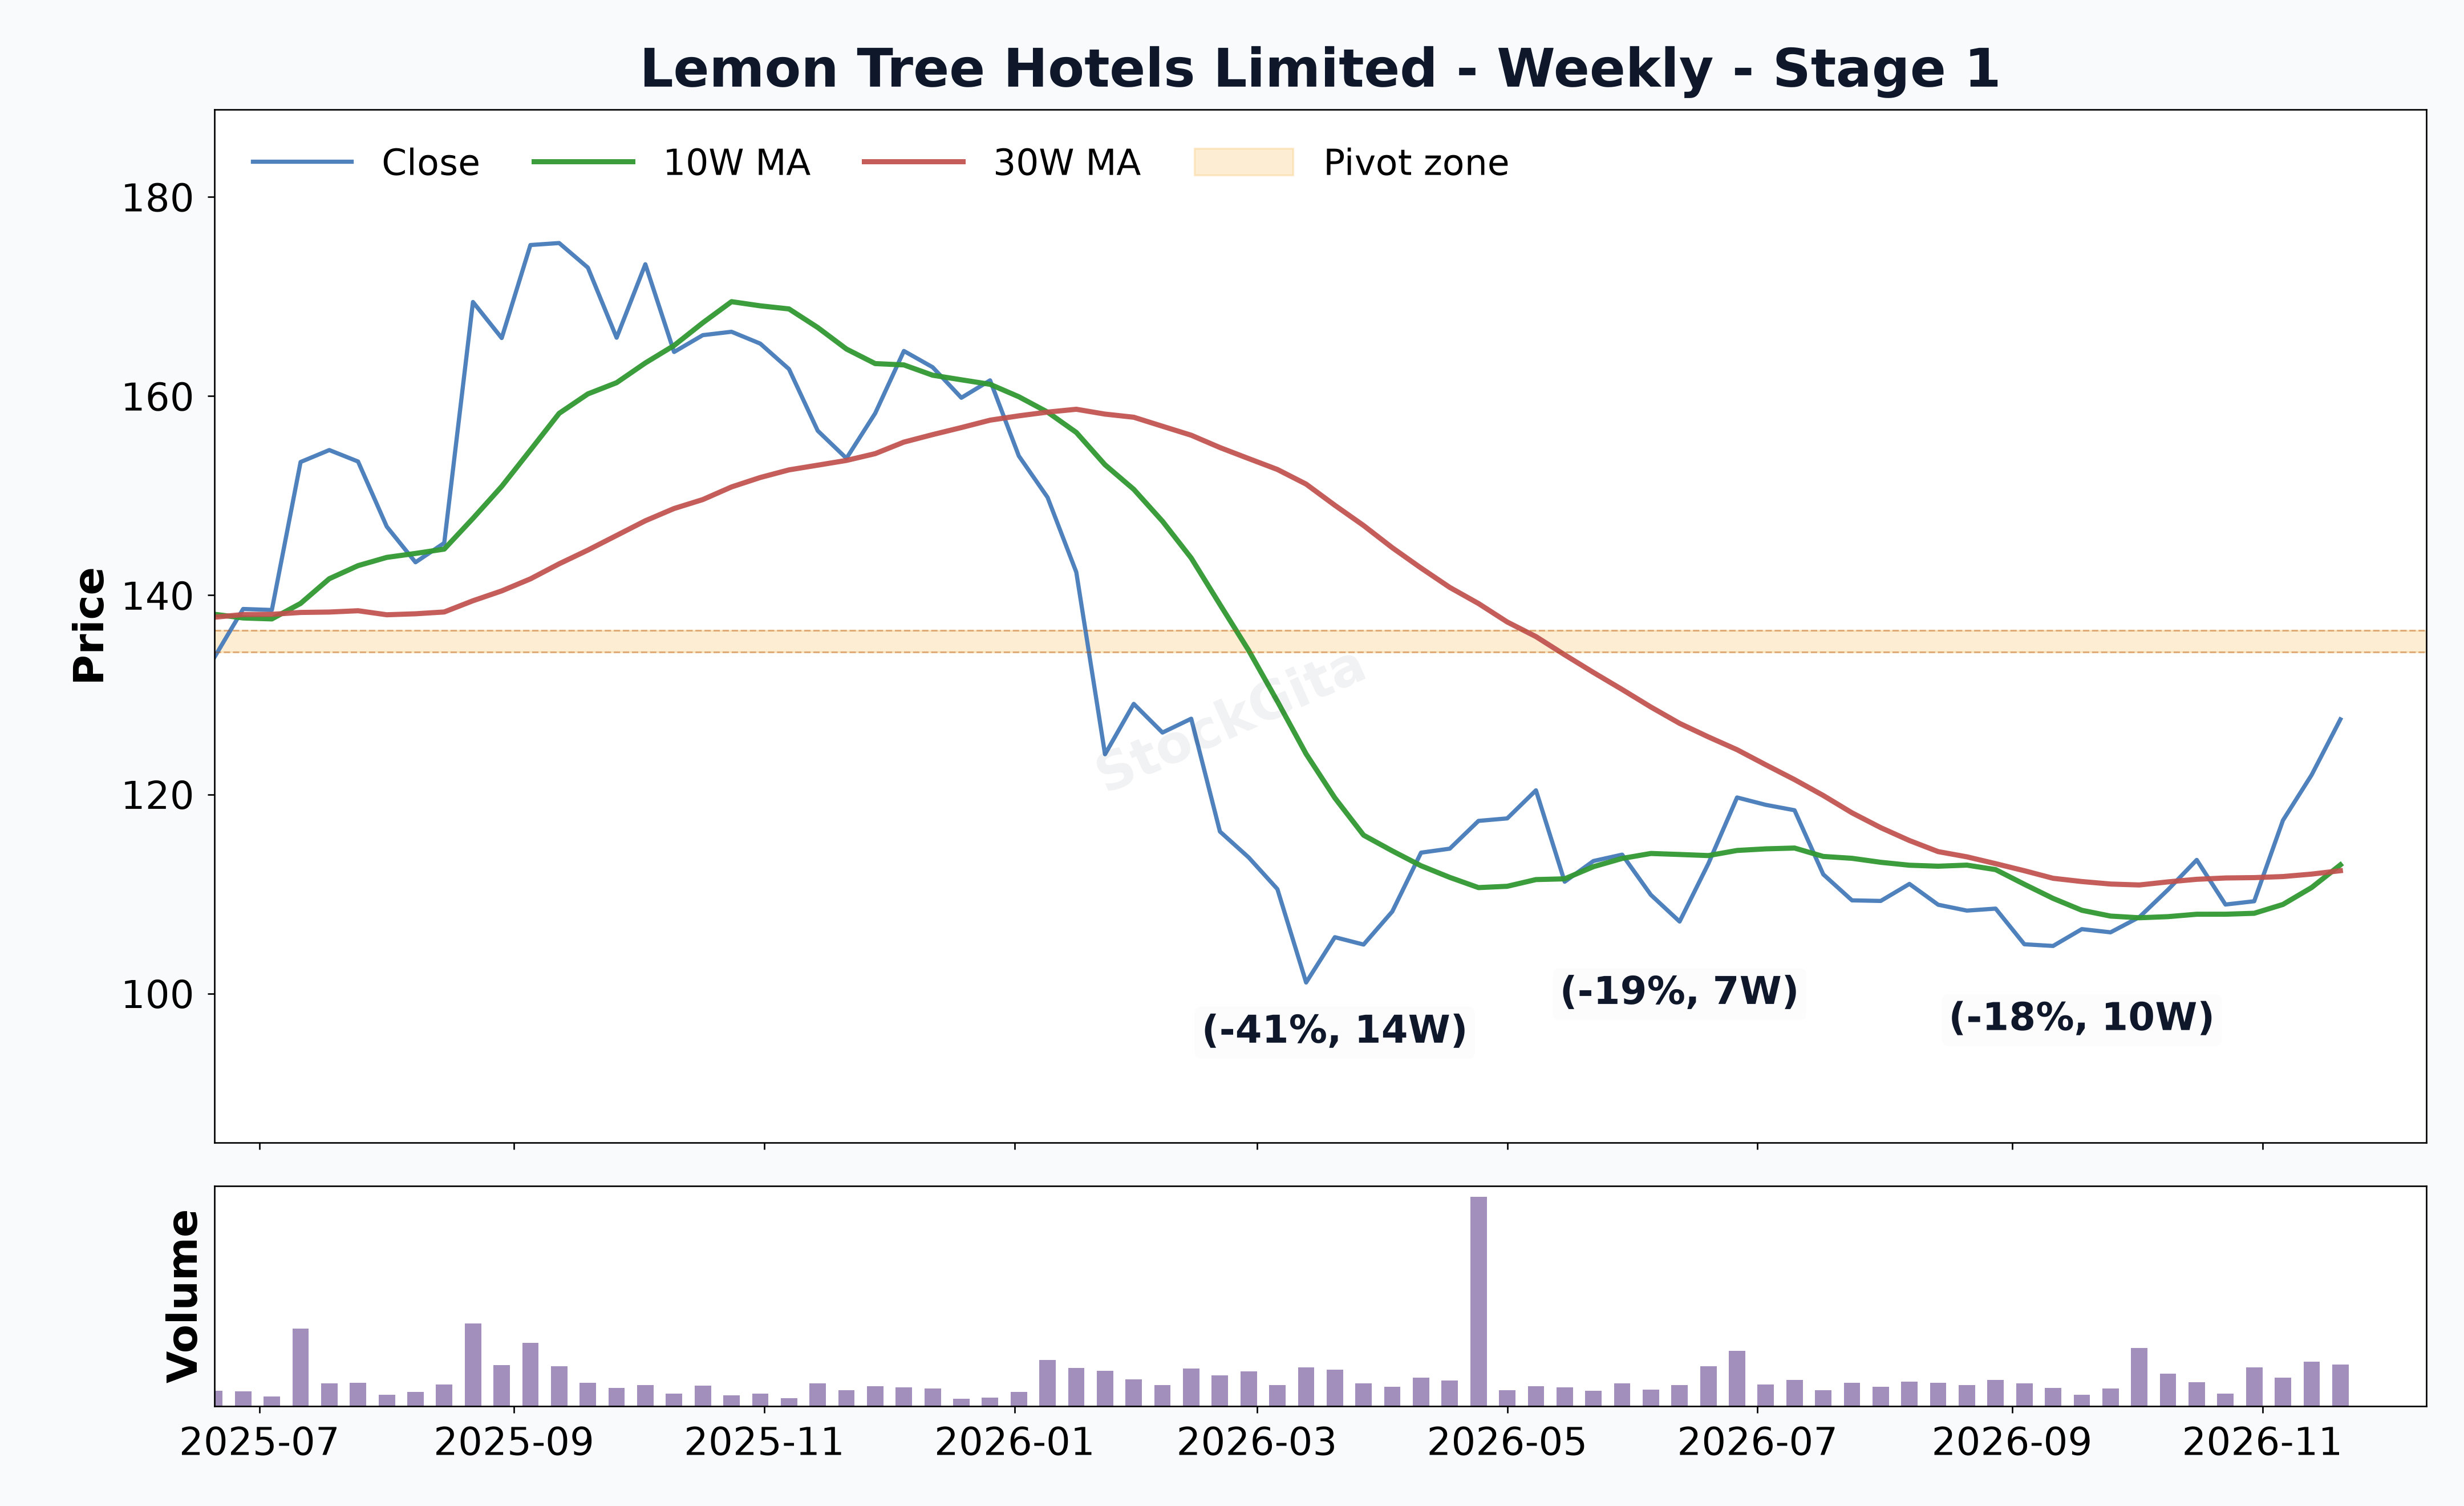 Lemon Tree Hotels Limited - Weekly - Stage 1
Close 10W MA 30W MA Pivot zone
180
160
140
120
100
Price
StockGita
(-41%, 14W)
(-19%, 7W)
(-18%, 10W)
Volume
2025-07 2025-09 2025-11 2026-01 2026-03 2026-05 2026-07 2026-09 2026-11